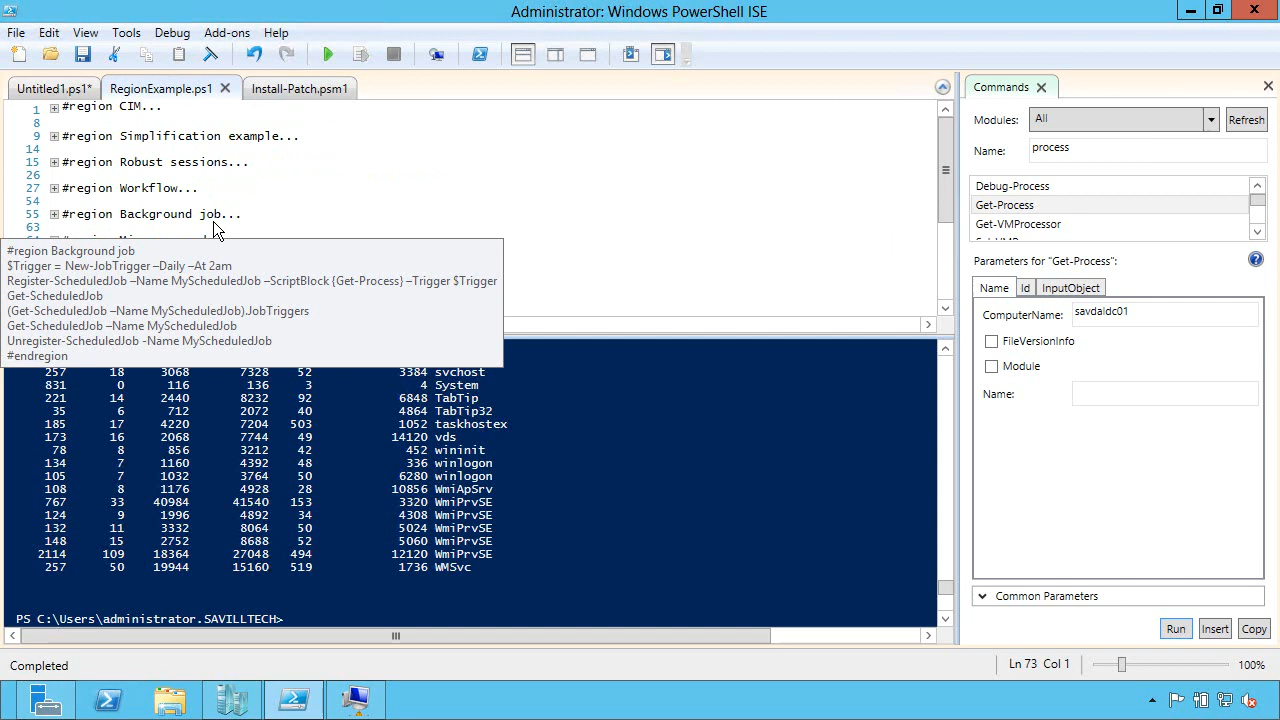 Administrator: Windows PowerShell ISE
File Edit View Tools Debug Add-ons Help
Untitled1.ps1* RegionExample.ps1 Install-Patch.psm1
1 #region CIM...
8
9 #region Simplification example...
14
15 #region Robust sessions...
26
27 #region Workflow...
54
55 #region Background job...
63
#region Background job
$Trigger = New-JobTrigger –Daily –At 2am
Register-ScheduledJob –Name MyScheduledJob –ScriptBlock {Get-Process} –Trigger $Trigger
Get-ScheduledJob
(Get-ScheduledJob –Name MyScheduledJob).JobTriggers
Get-ScheduledJob –Name MyScheduledJob
Unregister-ScheduledJob -Name MyScheduledJob
#endregion
257 18 3068 7328 52 3384 svchost
831 0 116 136 3 4 System
221 14 2440 8232 92 6848 TabTip
35 6 712 2072 40 4864 TabTip32
185 17 4220 7204 503 1052 taskhostex
173 16 2068 7744 49 14120 vds
78 8 856 3212 42 452 wininit
134 7 1160 4392 48 336 winlogon
105 7 1032 3764 50 6280 winlogon
108 8 1176 4928 28 10856 WmiApSrv
767 33 40984 41540 153 3320 WmiPrvSE
124 9 1996 4892 34 4308 WmiPrvSE
132 11 3332 8064 50 5024 WmiPrvSE
148 15 2752 8688 52 5060 WmiPrvSE
2114 109 18364 27048 494 12120 WmiPrvSE
257 50 19944 15160 519 1736 WMSvc
PS C:\Users\administrator.SAVILLTECH>
Commands
Modules: All Refresh
Name: process
Debug-Process
Get-Process
Get-VMProcessor
Parameters for "Get-Process":
Name Id InputObject
ComputerName: savdaldc01
FileVersionInfo
Module
Name:
Common Parameters
Run Insert Copy
Completed Ln 73 Col 1 100%